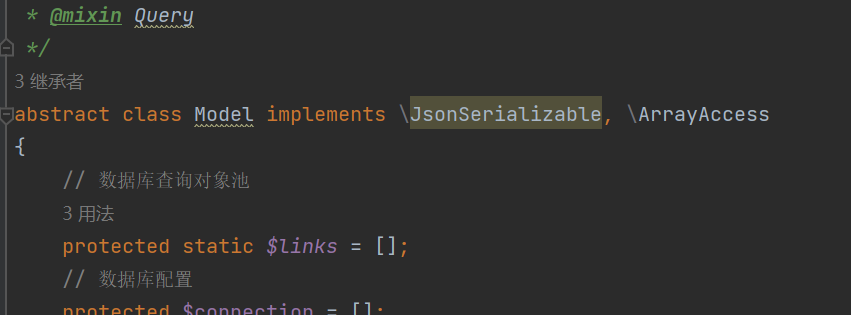 * @mixin Query
*/
3 继承者
abstract class Model implements \JsonSerializable, \ArrayAccess
{
// 数据库查询对象池
3 用法
protected static $links = [];
// 数据库配置
protected $connection = [];